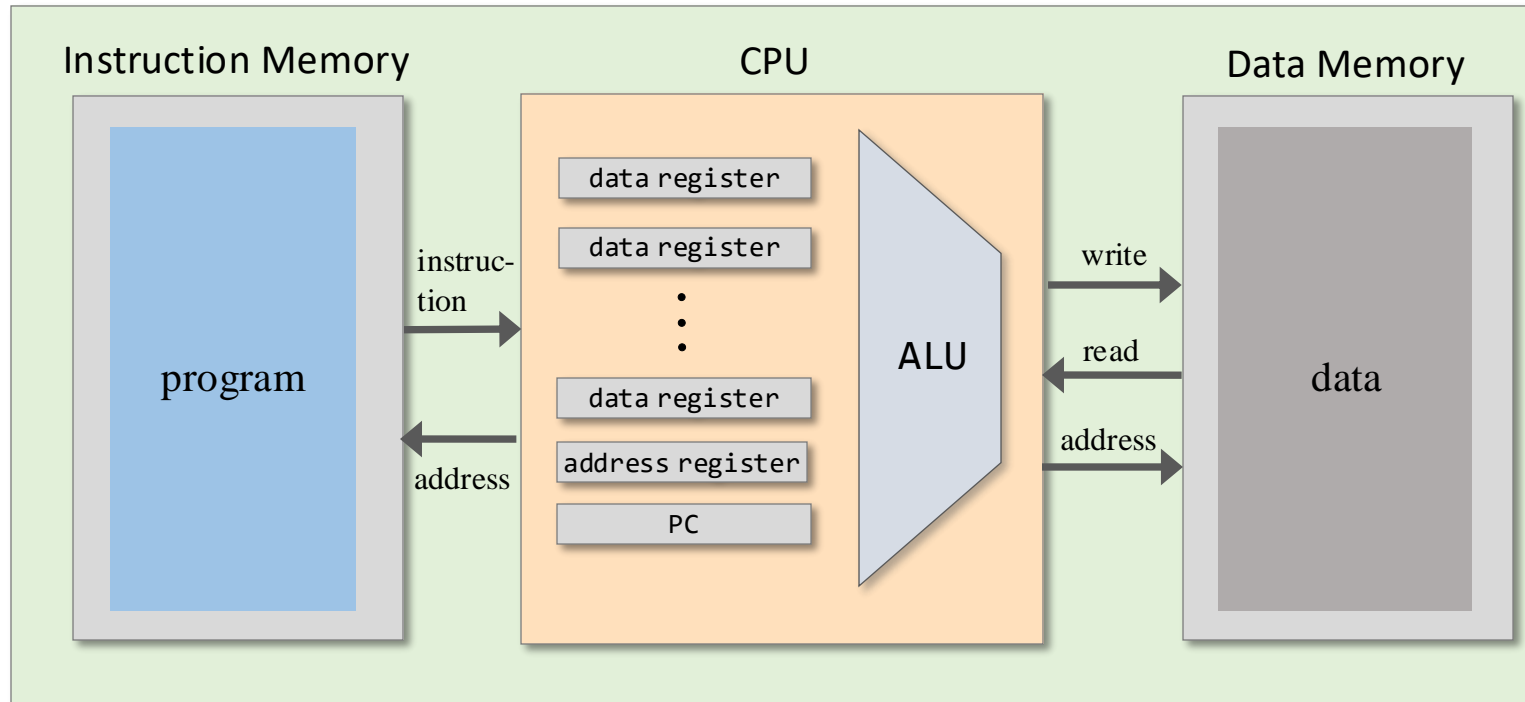 Instruction Memory
CPU
Data Memory
program
instruc-
tion
address
data register
data register
data register
address register
PC
ALU
write
read
address
data